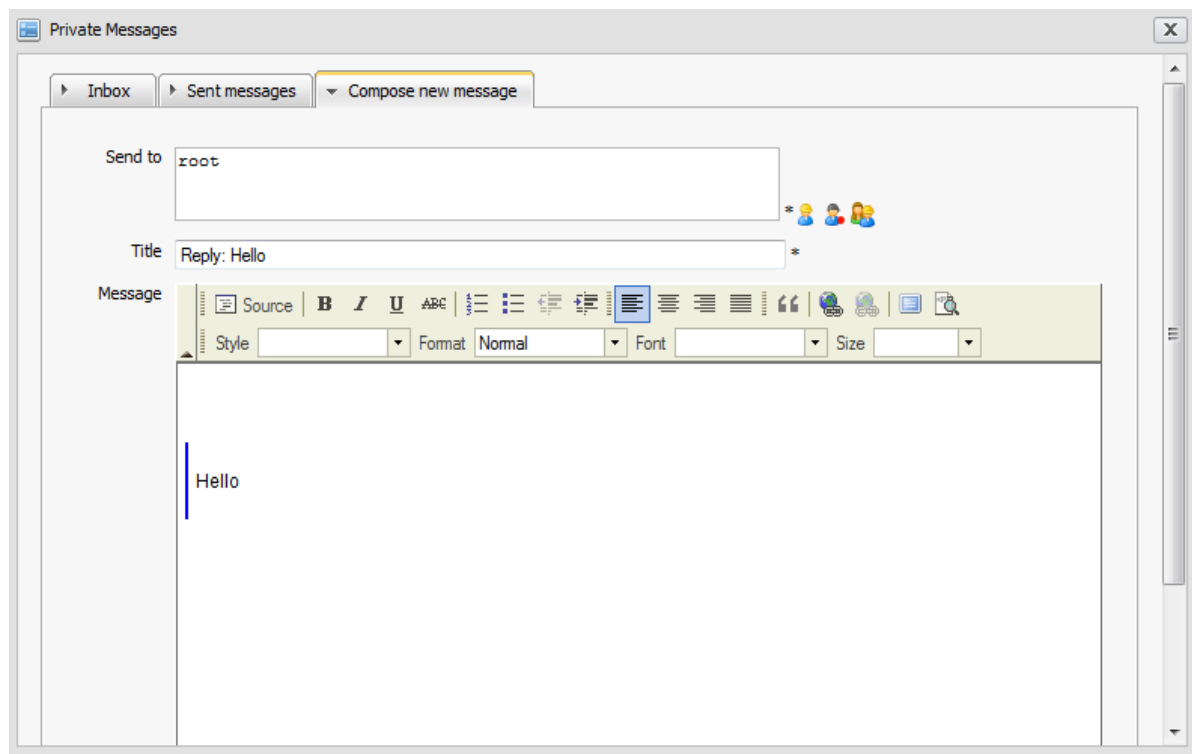 Private Messages
Inbox Sent messages Compose new message
Send to root
*
Title Reply: Hello *
Message
Source B I U ABC
Style Format Normal Font Size
Hello